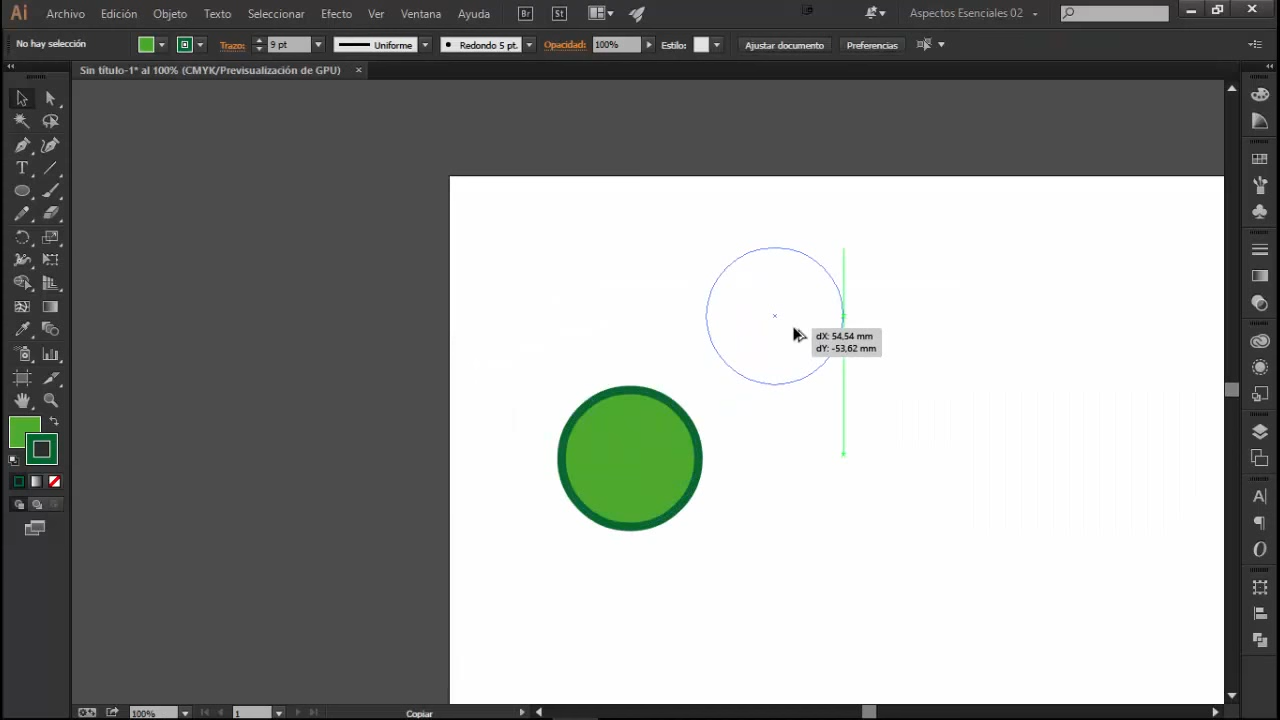 Ai Archivo Edición Objeto Texto Seleccionar Efecto Ver Ventana Ayuda Br St Aspectos Esenciales 02
No hay selección Trazo: 9 pt Uniforme Redondo 5 pt. Opacidad: 100% Estilo: Ajustar documento Preferencias
Sin título-1* al 100% (CMYK/Previsualización de GPU) ×
dX: 54,54 mm
dY: -53,62 mm
100% 1 Copiar